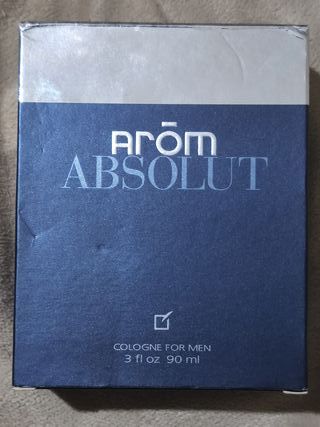 Arōm
ABSOLUT
COLOGNE FOR MEN
3 fl oz 90 ml